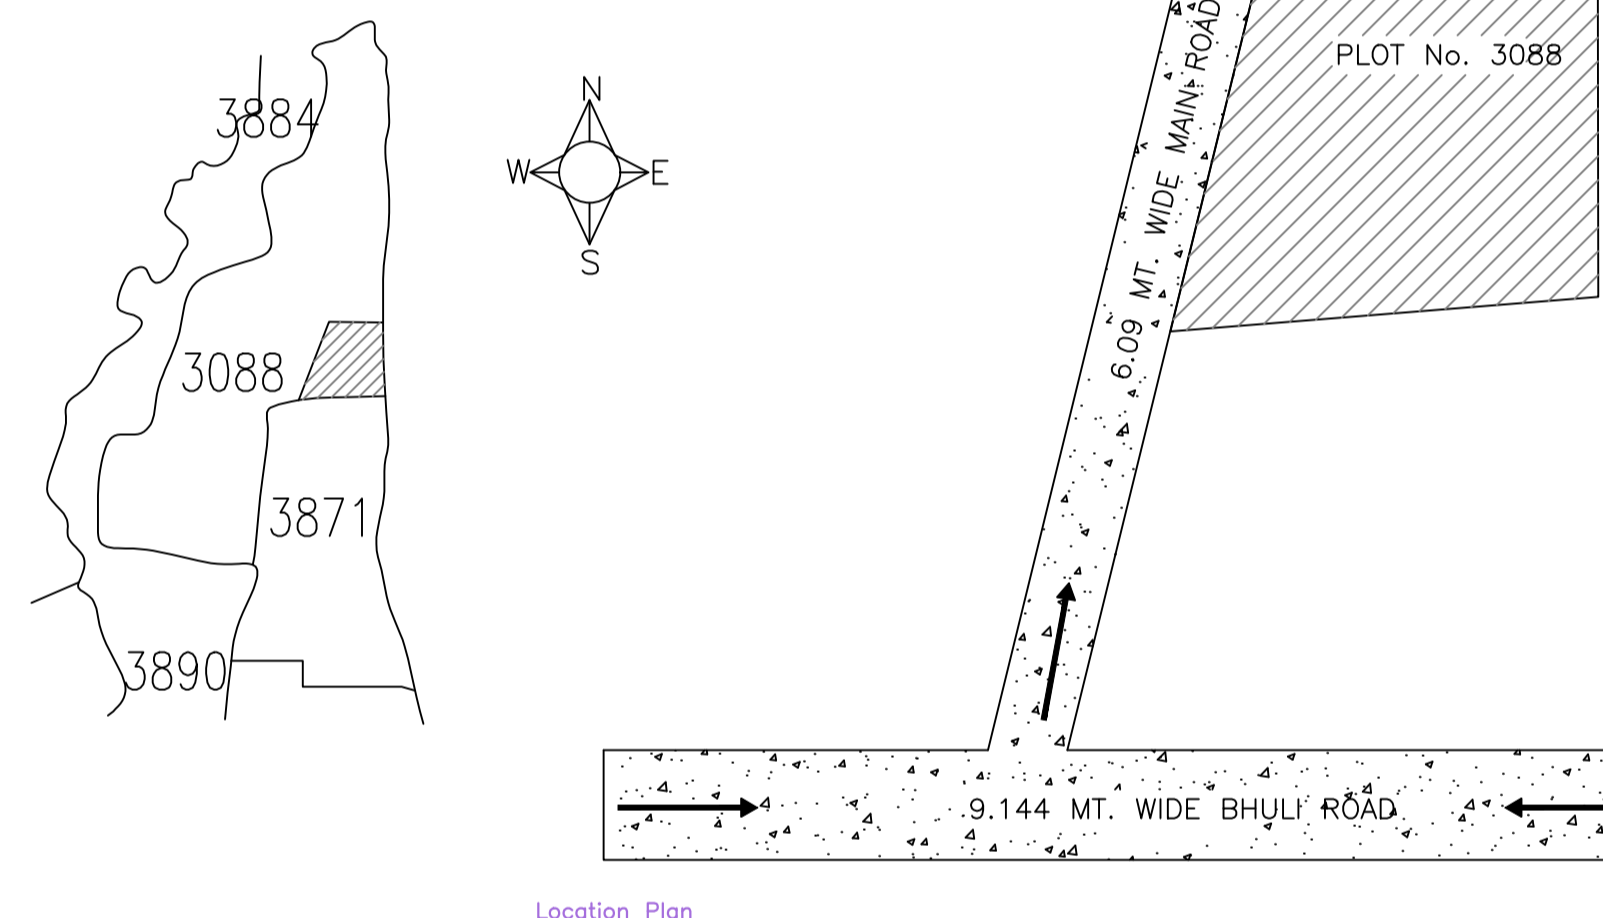 3884
3088
3871
3890
N
W E
S
PLOT No. 3088
6.09 MT. WIDE MAIN ROAD
9.144 MT. WIDE BHULI ROAD
Location Plan